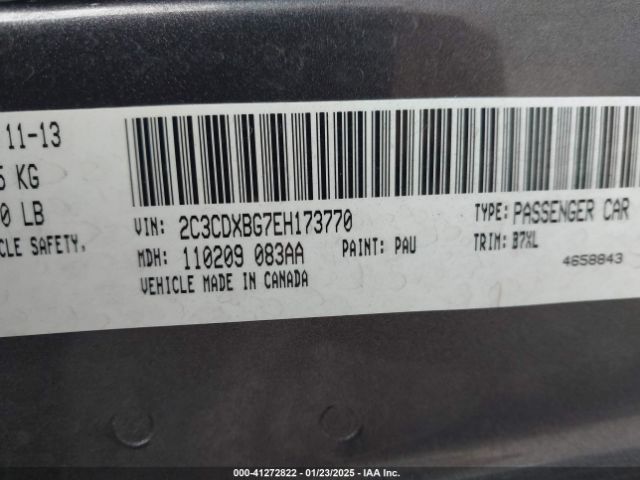 11-13
KG
LB
VIN: 2C3CDXBG7EH173770
TYPE: PASSENGER CAR
SAFETY.
MDH: 110209 083AA
PAINT: PAU
TRIM: B7XL
VEHICLE MADE IN CANADA
4658843
000-41272822 - 01/23/2025 - IAA Inc.